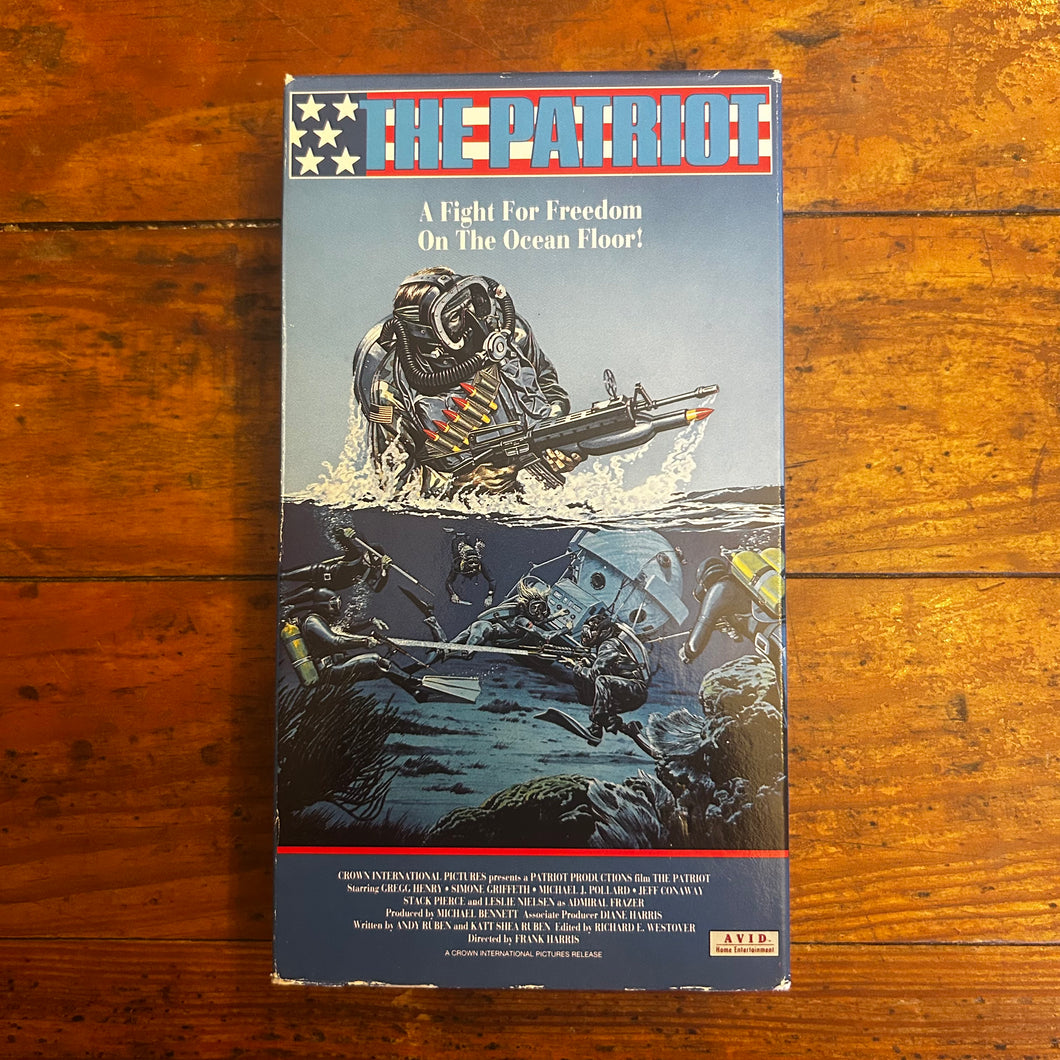 THE PATRIOT
A Fight For Freedom
On The Ocean Floor!
CROWN INTERNATIONAL PICTURES presents a PATRIOT PRODUCTIONS film THE PATRIOT
Starring GREGG HENRY • SIMONE GRIFFETH • MICHAEL J. POLLARD • JEFF CONAWAY
STACK PIERCE and LESLIE NIELSEN as ADMIRAL FRAZER
Produced by MICHAEL BENNETT Associate Producer DIANE HARRIS
Written by ANDY RUBEN and KATT SHEA RUBEN Edited by RICHARD E. WESTOVER
Directed by FRANK HARRIS
A CROWN INTERNATIONAL PICTURES RELEASE
AVID™
Home Entertainment